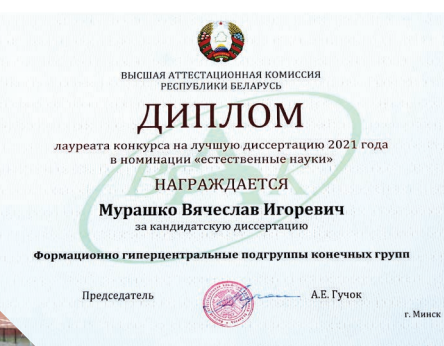 ВЫСШАЯ АТТЕСТАЦИОННАЯ КОМИССИЯ
РЕСПУБЛИКИ БЕЛАРУСЬ
ДИПЛОМ
лауреата конкурса на лучшую диссертацию 2021 года
в номинации «естественные науки»
НАГРАЖДАЕТСЯ
Мурашко Вячеслав Игоревич
за кандидатскую диссертацию
Формационно гиперцентральные подгруппы конечных групп
Председатель
А.Е. Гучок
г. Минск